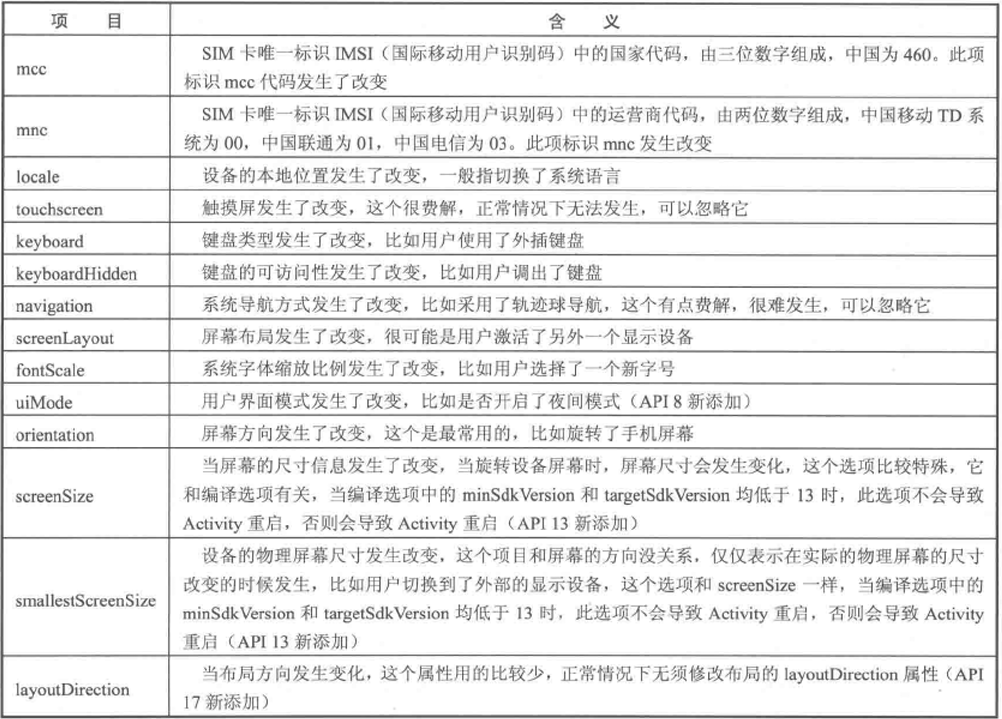 项 目 含 义
mcc SIM 卡唯一标识 IMSI（国际移动用户识别码）中的国家代码，由三位数字组成，中国为 460。此项
标识 mcc 代码发生了改变
mnc SIM 卡唯一标识 IMSI（国际移动用户识别码）中的运营商代码，由两位数字组成，中国移动 TD 系
统为 00，中国联通为 01，中国电信为 03。此项标识 mnc 发生改变
locale 设备的本地位置发生了改变，一般指切换了系统语言
touchscreen 触摸屏发生了改变，这个很费解，正常情况下无法发生，可以忽略它
keyboard 键盘类型发生了改变，比如用户使用了外插键盘
keyboardHidden 键盘的可访问性发生了改变，比如用户调出了键盘
navigation 系统导航方式发生了改变，比如采用了轨迹球导航，这个有点费解，很难发生，可以忽略它
screenLayout 屏幕布局发生了改变，很可能是用户激活了另外一个显示设备
fontScale 系统字体缩放比例发生了改变，比如用户选择了一个新字号
uiMode 用户界面模式发生了改变，比如是否开启了夜间模式（API 8 新添加）
orientation 屏幕方向发生了改变，这个是最常用的，比如旋转了手机屏幕
screenSize 当屏幕的尺寸信息发生了改变，当旋转设备屏幕时，屏幕尺寸会发生变化，这个选项比较特殊，它
和编译选项有关，当编译选项中的 minSdkVersion 和 targetSdkVersion 均低于 13 时，此选项不会导致
Activity 重启，否则会导致 Activity 重启（API 13 新添加）
smallestScreenSize 设备的物理屏幕尺寸发生改变，这个项目和屏幕的方向没关系，仅仅表示在实际的物理屏幕的尺寸
改变的时候发生，比如用户切换到了外部的显示设备，这个选项和 screenSize 一样，当编译选项中的
minSdkVersion 和 targetSdkVersion 均低于 13 时，此选项不会导致 Activity 重启，否则会导致 Activity
重启（API 13 新添加）
layoutDirection 当布局方向发生变化，这个属性用的比较少，正常情况下无须修改布局的 layoutDirection 属性（API
17 新添加）